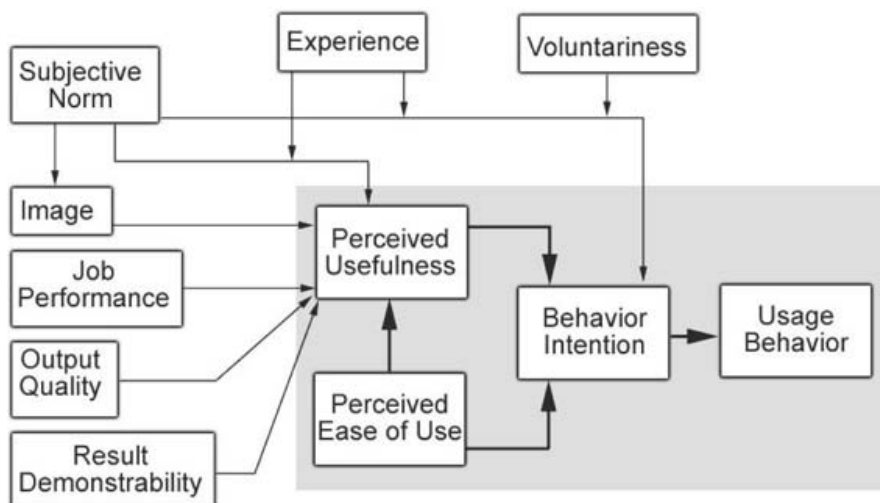 Experience
Voluntariness
Subjective
Norm
Image
Perceived
Usefulness
Job
Performance
Behavior
Intention
Usage
Behavior
Output
Quality
Perceived
Ease of Use
Result
Demonstrability